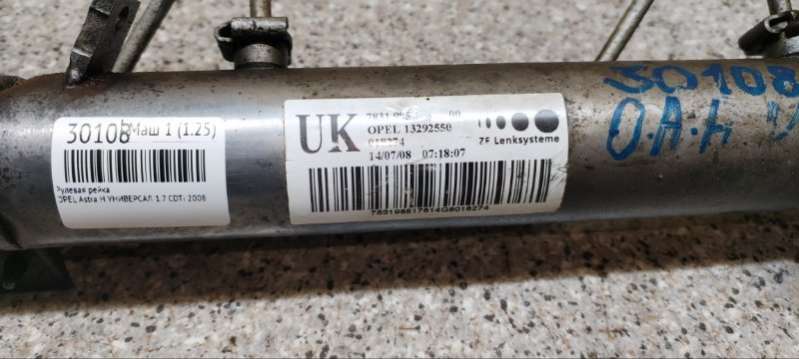 30108 Маш 1 (1.25)
Рулевая рейка
OPEL Astra H УНИВЕРСАЛ 1.7 CDTi 2008
UK
OPEL 13292550
018274
14/07/08 07:18:07
ZF Lenksysteme
30108
O.A.H